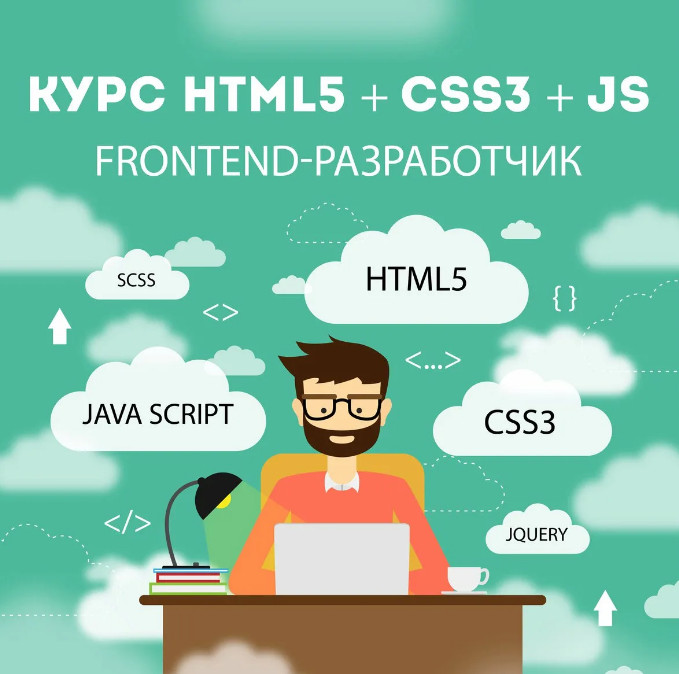 КУРС HTML5 + CSS3 + JS
FRONTEND-РАЗРАБОТЧИК
SCSS
HTML5
< >
{ }
<...>
JAVA SCRIPT
CSS3
</>
JQUERY